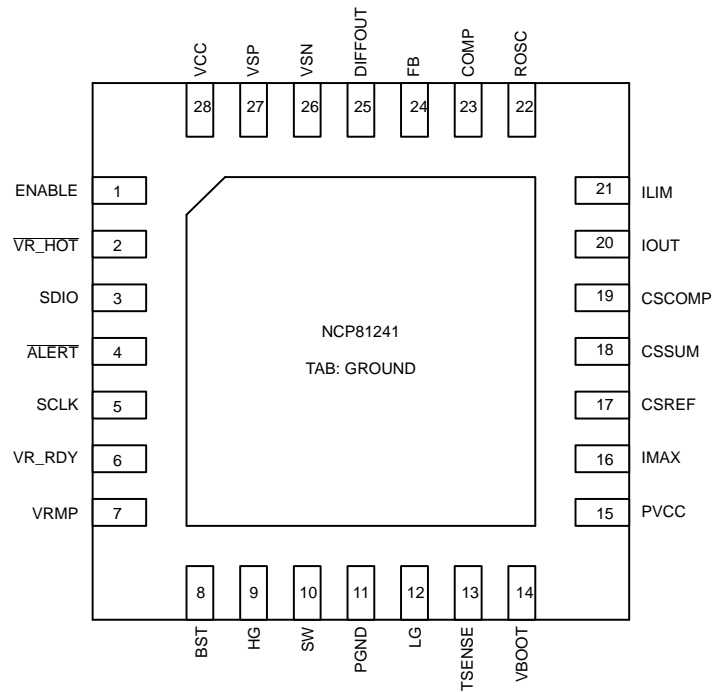 VCC
VSP
VSN
DIFFOUT
FB
COMP
ROSC
28
27
26
25
24
23
22
ENABLE 1
VR_HOT 2
SDIO 3
ALERT 4
SCLK 5
VR_RDY 6
VRMP 7
21 ILIM
20 IOUT
19 CSCOMP
18 CSSUM
17 CSREF
16 IMAX
15 PVCC
NCP81241
TAB: GROUND
8
9
10
11
12
13
14
BST
HG
SW
PGND
LG
TSENSE
VBOOT